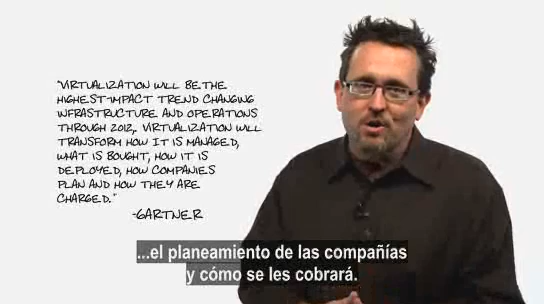 "VIRTUALIZATION WILL BE THE
HIGHEST-IMPACT TREND CHANGING
INFRASTRUCTURE AND OPERATIONS
THROUGH 2012,. VIRTUALIZATION WILL
TRANSFORM HOW IT IS MANAGED,
WHAT IS BOUGHT, HOW IT IS
DEPLOYED, HOW COMPANIES
PLAN AND HOW THEY ARE
CHARGED."
-GARTNER
...el planeamiento de las compañías
y cómo se les cobrará.